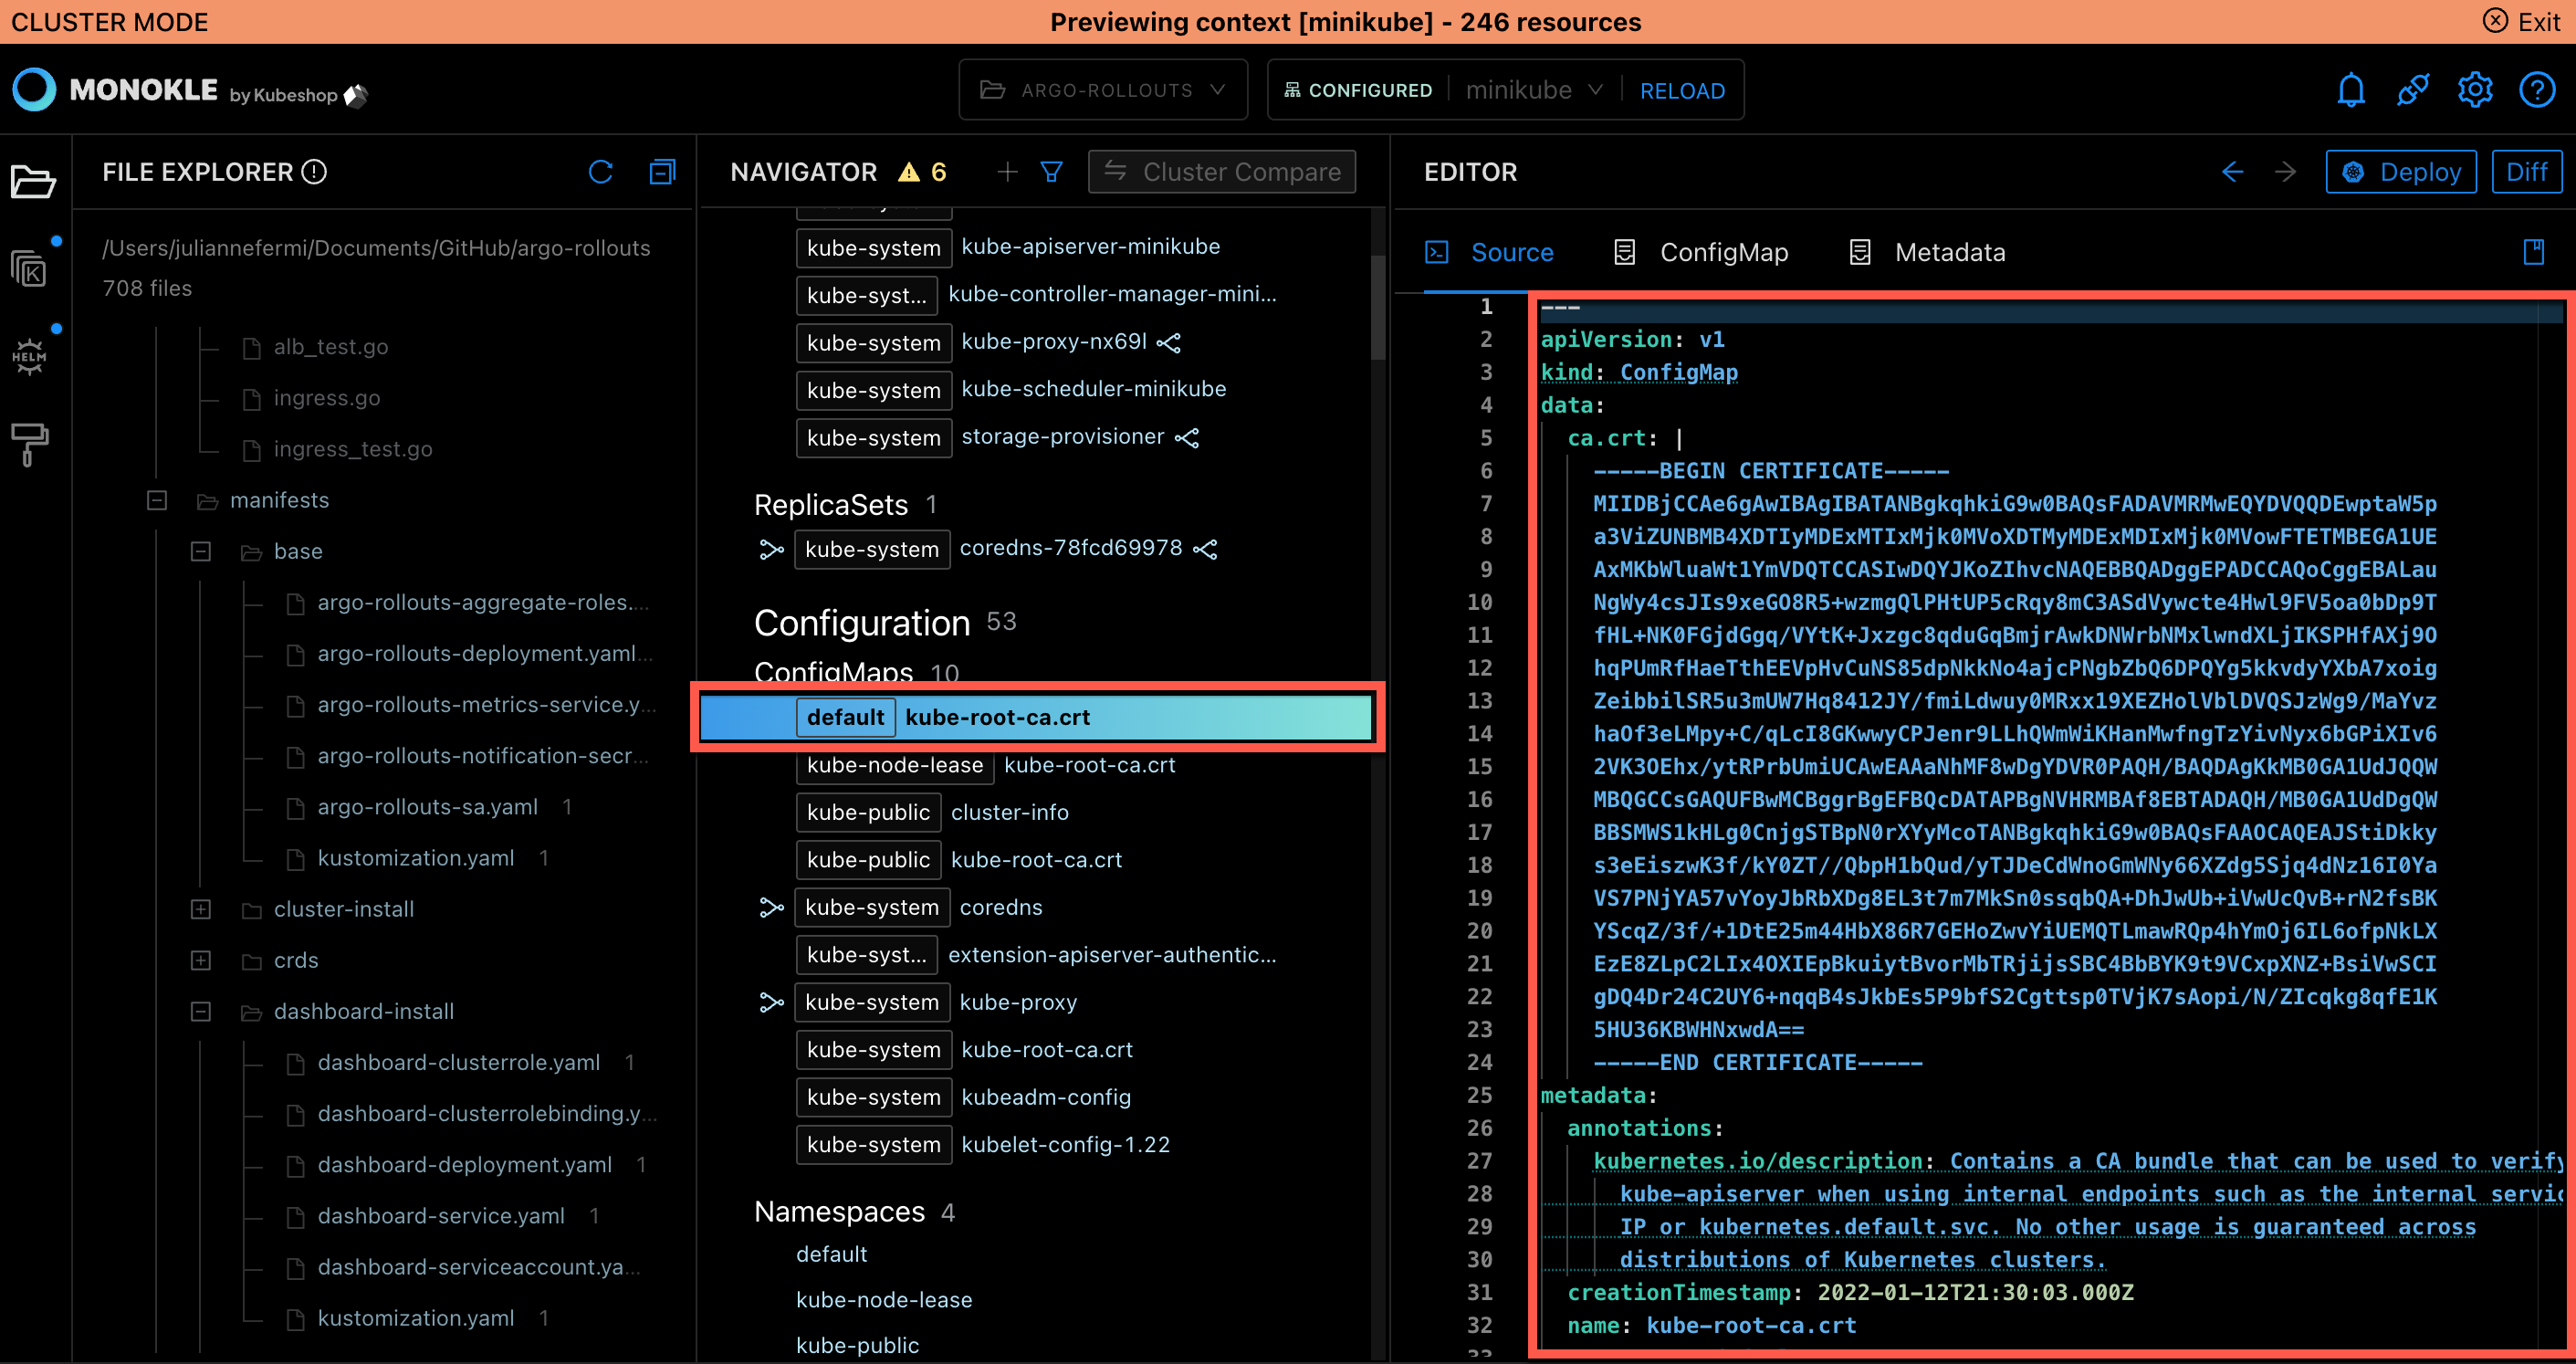 CLUSTER MODE
Previewing context [minikube] - 246 resources
Exit
MONOKLE by Kubeshop
ARGO-ROLLOUTS
CONFIGURED
minikube
RELOAD
FILE EXPLORER
/Users/juliannefermi/Documents/GitHub/argo-rollouts
708 files
alb_test.go
ingress.go
ingress_test.go
manifests
base
argo-rollouts-aggregate-roles....
argo-rollouts-deployment.yaml...
argo-rollouts-metrics-service.y...
argo-rollouts-notification-secr...
argo-rollouts-sa.yaml 1
kustomization.yaml 1
cluster-install
crds
dashboard-install
dashboard-clusterrole.yaml 1
dashboard-clusterrolebinding.y...
dashboard-deployment.yaml 1
dashboard-service.yaml 1
dashboard-serviceaccount.ya...
kustomization.yaml 1
K
HELM
NAVIGATOR 6
Cluster Compare
kube-system kube-apiserver-minikube
kube-syst... kube-controller-manager-mini...
kube-system kube-proxy-nx69l
kube-system kube-scheduler-minikube
kube-system storage-provisioner
ReplicaSets 1
kube-system coredns-78fcd69978
Configuration 53
ConfigMaps 10
default kube-root-ca.crt
kube-node-lease kube-root-ca.crt
kube-public cluster-info
kube-public kube-root-ca.crt
kube-system coredns
kube-syst... extension-apiserver-authentic...
kube-system kube-proxy
kube-system kube-root-ca.crt
kube-system kubeadm-config
kube-system kubelet-config-1.22
Namespaces 4
default
kube-node-lease
kube-public
EDITOR
Deploy
Diff
Source
ConfigMap
Metadata
1 ---
2 apiVersion: v1
3 kind: ConfigMap
4 data:
5 ca.crt: |
6 -----BEGIN CERTIFICATE-----
7 MIIDBjCCAe6gAwIBAgIBATANBgkqhkiG9w0BAQsFADAVMRMwEQYDVQQDEwptaW5p
8 a3ViZUNBMB4XDTIyMDExMTIxMjk0MVoXDTMyMDExMDIxMjk0MVowFTETMBEGA1UE
9 AxMKbWluaWt1YmVDQTCCASIwDQYJKoZIhvcNAQEBBQADggEPADCCAQoCggEBALau
10 NgWy4csJIs9xeGO8R5+wzmgQlPHtUP5cRqy8mC3ASdVywcte4Hwl9FV5oa0bDp9T
11 fHL+NK0FGjdGgq/VYtK+Jxzgc8qduGqBmjrAwkDNWrbNMxlwndXLjIKSPHfAXj9O
12 hqPUmRfHaeTthEEVpHvCuNS85dpNkkNo4ajcPNgbZbQ6DPQYg5kkvdyYXbA7xoig
13 ZeibbilSR5u3mUW7Hq8412JY/fmiLdwuy0MRxx19XEZHolVblDVQSJzWg9/MaYvz
14 haOf3eLMpy+C/qLcI8GKwwyCPJenr9LLhQWmWiKHanMwfngTzYivNyx6bGPiXIv6
15 2VK3OEhx/ytRPrbUmiUCAwEAAaNhMF8wDgYDVR0PAQH/BAQDAgKkMB0GA1UdJQQW
16 MBQGCCsGAQUFBwMCBggrBgEFBQcDATAPBgNVHRMBAf8EBTADAQH/MB0GA1UdDgQW
17 BBSMWS1kHLg0CnjgSTBpN0rXYyMcoTANBgkqhkiG9w0BAQsFAAOCAQEAJStiDkky
18 s3eEiszwK3f/kY0ZT//QbpH1bQud/yTJDeCdWnoGmWNy66XZdg5Sjq4dNz16I0Ya
19 VS7PNjYA57vYoyJbRbXDg8EL3t7m7MkSn0ssqbQA+DhJwUb+iVwUcQvB+rN2fsBK
20 YScqZ/3f/+1DtE25m44HbX86R7GEHoZwvYiUEMQTLmawRQp4hYmOj6IL6ofpNkLX
21 EzE8ZLpC2LIx4OXIEpBkuiytBvorMbTRjijsSBC4BbBYK9t9VCxpXNZ+BsiVwSCI
22 gDQ4Dr24C2UY6+nqqB4sJkbEs5P9bfS2Cgttsp0TVjK7sAopi/N/ZIcqkg8qfE1K
23 5HU36KBWHNxwdA==
24 -----END CERTIFICATE-----
25 metadata:
26 annotations:
27 kubernetes.io/description: Contains a CA bundle that can be used to verify
28 kube-apiserver when using internal endpoints such as the internal servic
29 IP or kubernetes.default.svc. No other usage is guaranteed across
30 distributions of Kubernetes clusters.
31 creationTimestamp: 2022-01-12T21:30:03.000Z
32 name: kube-root-ca.crt